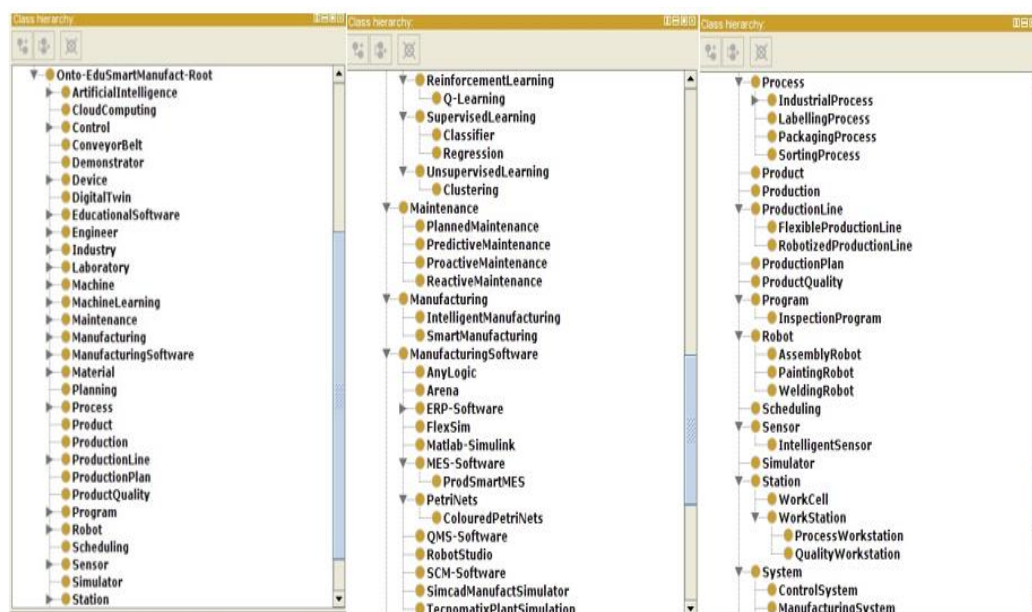 Class hierarchy:
Onto-EduSmartManufact-Root
ArtificialIntelligence
CloudComputing
Control
ConveyorBelt
Demonstrator
Device
DigitalTwin
EducationalSoftware
Engineer
Industry
Laboratory
Machine
MachineLearning
Maintenance
Manufacturing
ManufacturingSoftware
Material
Planning
Process
Product
Production
ProductionLine
ProductionPlan
ProductQuality
Program
Robot
Scheduling
Sensor
Simulator
Station
Class hierarchy:
ReinforcementLearning
Q-Learning
SupervisedLearning
Classifier
Regression
UnsupervisedLearning
Clustering
Maintenance
PlannedMaintenance
PredictiveMaintenance
ProactiveMaintenance
ReactiveMaintenance
Manufacturing
IntelligentManufacturing
SmartManufacturing
ManufacturingSoftware
AnyLogic
Arena
ERP-Software
FlexSim
Matlab-Simulink
MES-Software
ProdSmartMES
PetriNets
ColouredPetriNets
QMS-Software
RobotStudio
SCM-Software
SimcadManufactSimulator
TecnomatixPlantSimulation
Class hierarchy:
Process
IndustrialProcess
LabellingProcess
PackagingProcess
SortingProcess
Product
Production
ProductionLine
FlexibleProductionLine
RobotizedProductionLine
ProductionPlan
ProductQuality
Program
InspectionProgram
Robot
AssemblyRobot
PaintingRobot
WeldingRobot
Scheduling
Sensor
IntelligentSensor
Simulator
Station
WorkCell
WorkStation
ProcessWorkstation
QualityWorkstation
System
ControlSystem
ManufacturingSystem